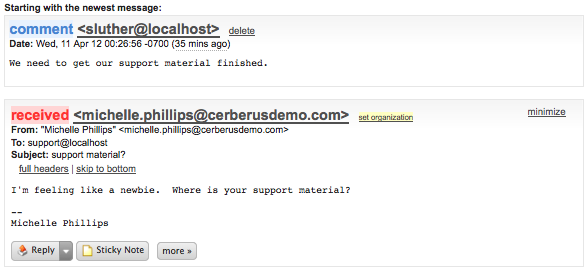 Starting with the newest message:
comment <sluther@localhost> delete
Date: Wed, 11 Apr 12 00:26:56 -0700 (35 mins ago)
We need to get our support material finished.
received <michelle.phillips@cerberusdemo.com> set organization minimize
From: "Michelle Phillips" <michelle.phillips@cerberusdemo.com>
To: support@localhost
Subject: support material?
full headers | skip to bottom
I'm feeling like a newbie.  Where is your support material?
--
Michelle Phillips
Reply Sticky Note more »